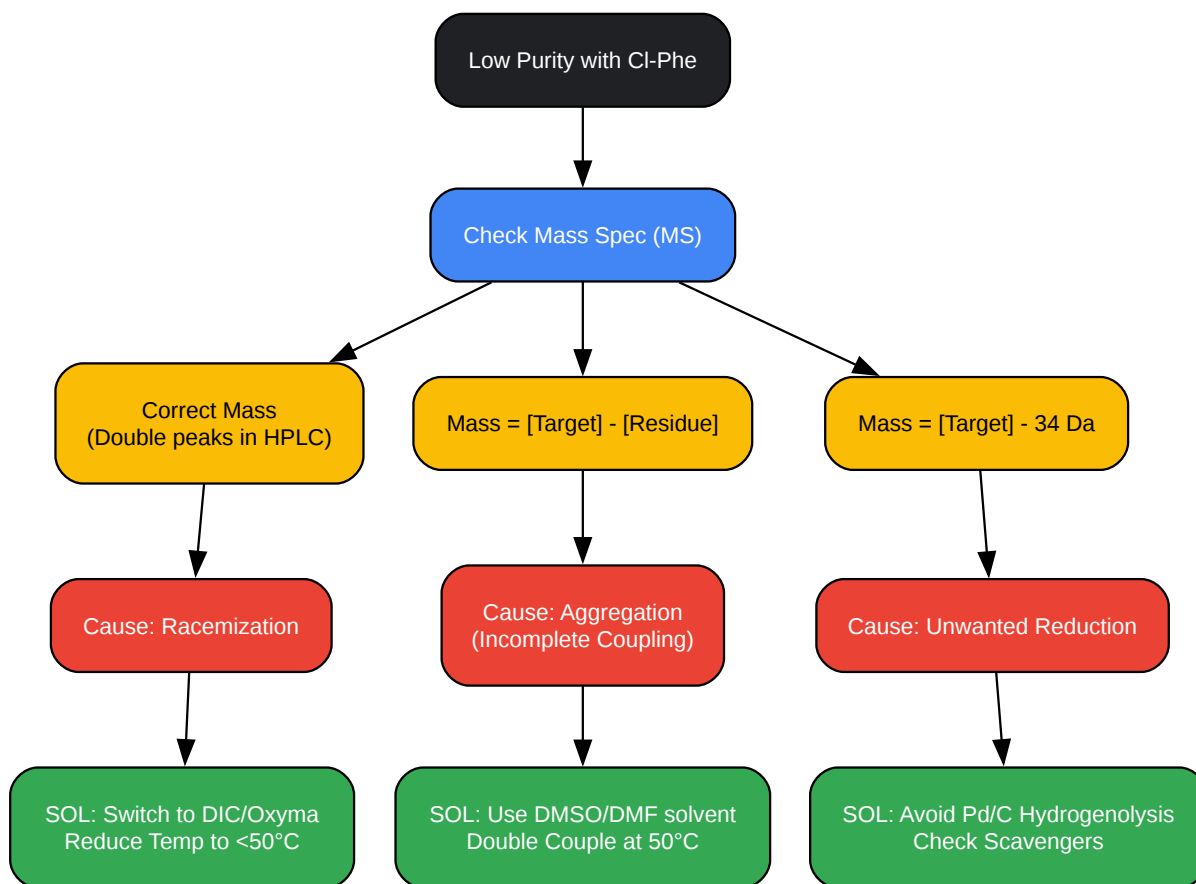 Low Purity with Cl-Phe
Check Mass Spec (MS)
Correct Mass
(Double peaks in HPLC)
Mass = [Target] - [Residue]
Mass = [Target] - 34 Da
Cause: Racemization
Cause: Aggregation
(Incomplete Coupling)
Cause: Unwanted Reduction
SOL: Switch to DIC/Oxyma
Reduce Temp to <50°C
SOL: Use DMSO/DMF solvent
Double Couple at 50°C
SOL: Avoid Pd/C Hydrogenolysis
Check Scavengers